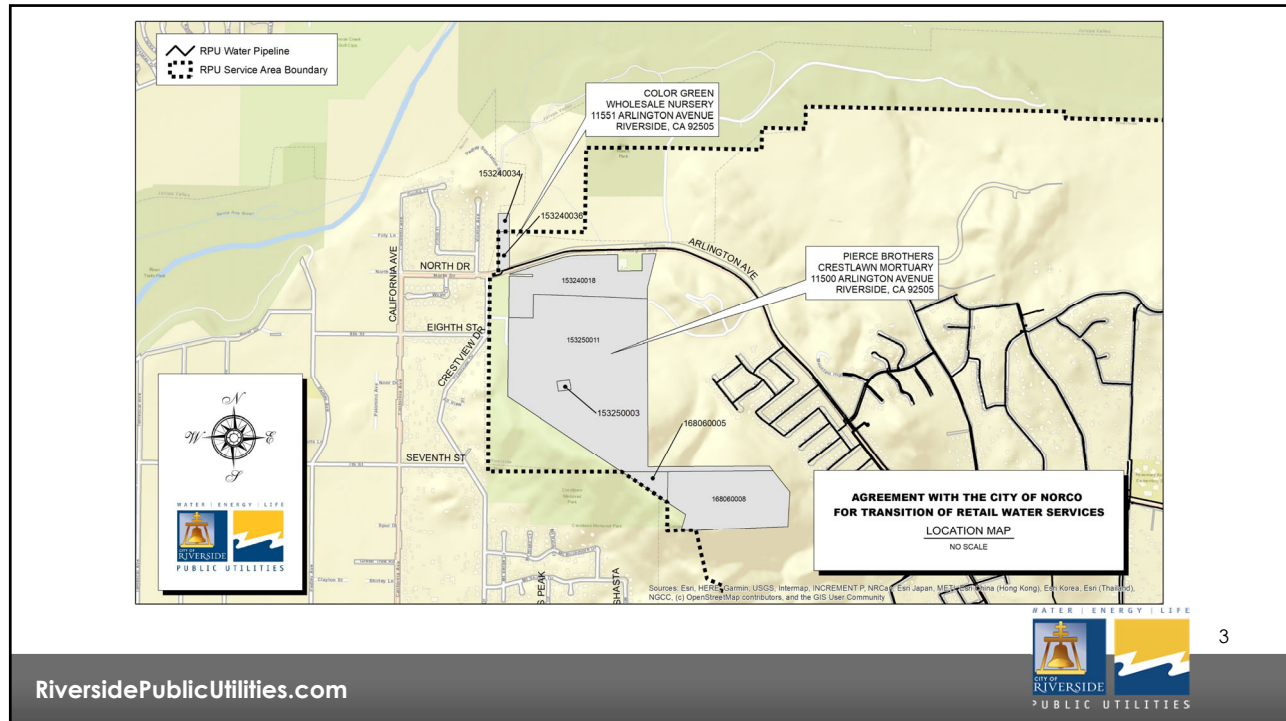 RPU Water Pipeline
RPU Service Area Boundary
COLOR GREEN
WHOLESALE NURSERY
11551 ARLINGTON AVENUE
RIVERSIDE, CA 92505
153240034
153240036
CALIFORNIA AVE
NORTH DR
ARLINGTON AVE
PIERCE BROTHERS
CRESTLAWN MORTUARY
11500 ARLINGTON AVENUE
RIVERSIDE, CA 92505
153240018
EIGHTH ST
CRESTVIEW DR
153250011
153250003
168060005
SEVENTH ST
168060008
N
W E
S
WATER | ENERGY | LIFE
CITY OF
RIVERSIDE
PUBLIC UTILITIES
AGREEMENT WITH THE CITY OF NORCO
FOR TRANSITION OF RETAIL WATER SERVICES
LOCATION MAP
NO SCALE
S PEAK
SHASTA
Sources: Esri, HERE, Garmin, USGS, Intermap, INCREMENT P, NRCan, Esri Japan, METI, Esri China (Hong Kong), Esri Korea, Esri (Thailand),
NGCC, (c) OpenStreetMap contributors, and the GIS User Community
WATER | ENERGY | LIFE
CITY OF
RIVERSIDE
PUBLIC UTILITIES
3
RiversidePublicUtilities.com